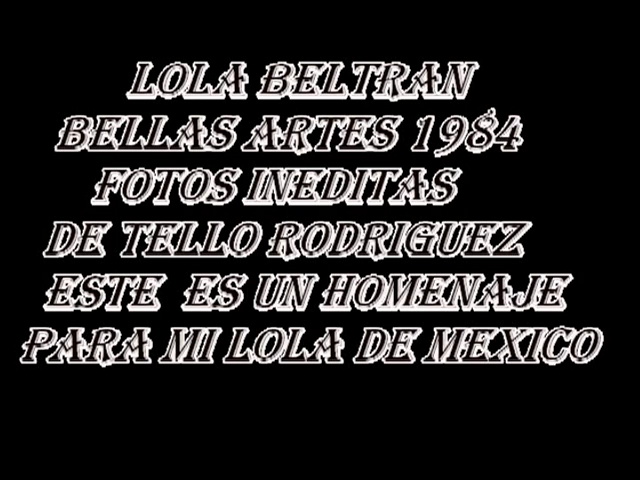 LOLA BELTRAN
BELLAS ARTES 1984
FOTOS INEDITAS
DE TELLO RODRIGUEZ
ESTE ES UN HOMENAJE
PARA MI LOLA DE MEXICO